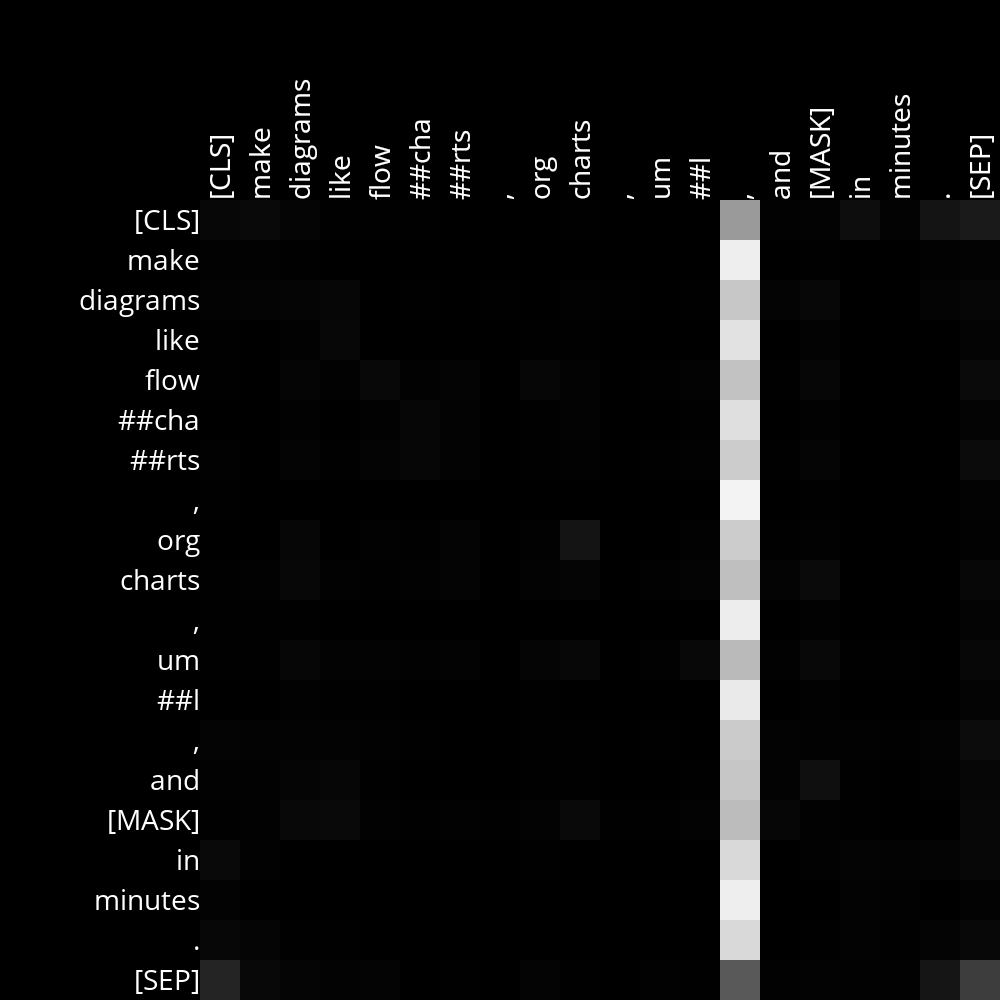 [CLS] make diagrams like flow ##cha ##rts , org charts , um ##l , and [MASK] in minutes . [SEP]
[CLS]
make
diagrams
like
flow
##cha
##rts
,
org
charts
,
um
##l
,
and
[MASK]
in
minutes
.
[SEP]